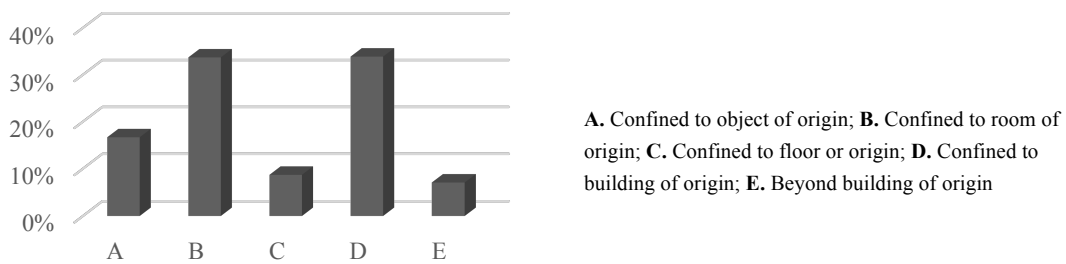 40%
30%
20%
10%
0%
A B C D E
A. Confined to object of origin; B. Confined to room of
origin; C. Confined to floor or origin; D. Confined to
building of origin; E. Beyond building of origin